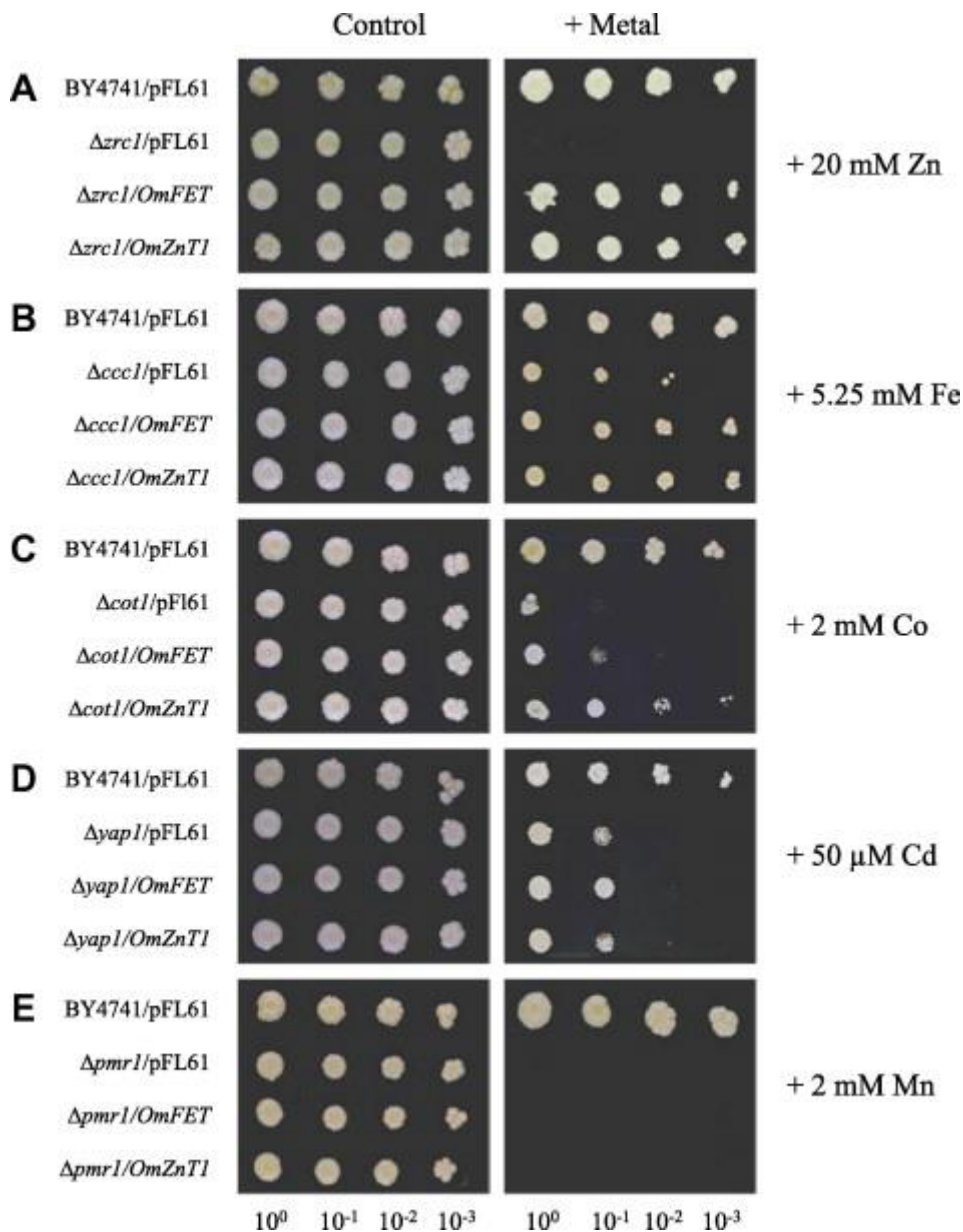 Control + Metal
A BY4741/pFL61
Δzrc1/pFL61
+ 20 mM Zn
Δzrc1/OmFET
Δzrc1/OmZnT1
B BY4741/pFL61
Δccc1/pFL61
+ 5.25 mM Fe
Δccc1/OmFET
Δccc1/OmZnT1
C BY4741/pFL61
Δcot1/pFl61
+ 2 mM Co
Δcot1/OmFET
Δcot1/OmZnT1
D BY4741/pFL61
Δyap1/pFL61
+ 50 µM Cd
Δyap1/OmFET
Δyap1/OmZnT1
E BY4741/pFL61
Δpmr1/pFL61
+ 2 mM Mn
Δpmr1/OmFET
Δpmr1/OmZnT1
10⁰ 10⁻¹ 10⁻² 10⁻³ 10⁰ 10⁻¹ 10⁻² 10⁻³